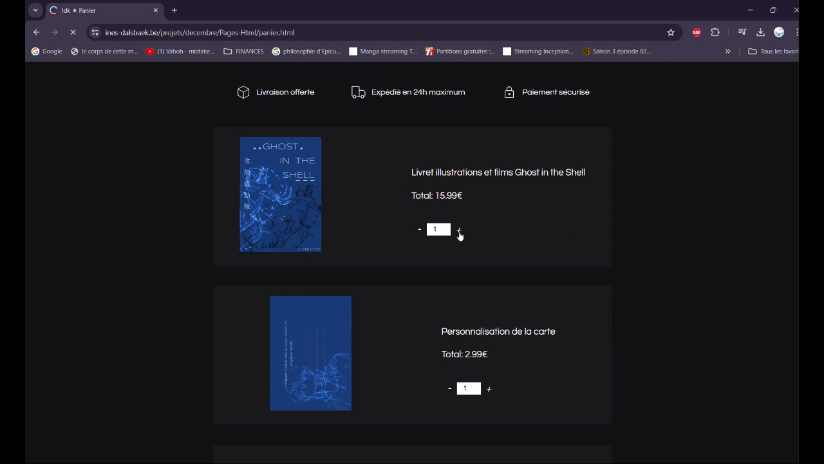 Idk ● Panier
ines-dalsbaek.be/projets/decembre/Pages-Html/panier.html
Google
le corps de cette m...
(1) Vaboh - mistake...
FINANCES
philosophie d'Epicu...
Manga streaming T...
Partitions gratuites :...
Streaming Inception...
Saison 3 épisode 02...
»
Tous les favori
Livraison offerte
Expédié en 24h maximum
Paiement sécurisé
GHOST
IN THE
SHELL
Livret illustrations et films Ghost in the Shell
Total: 15.99€
- 1 +
Personnalisation de la carte
Total: 2.99€
- 1 +